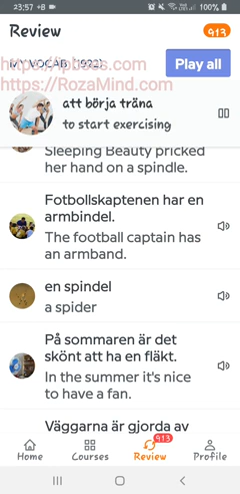 23:57 +8
100%
Review
913
MY VOCAB (1972)
Play all
https://RozaMind.com
att börja träna
to start exercising
Sleeping Beauty pricked
her hand on a spindle.
Fotbollskaptenen har en
armbindel.
The football captain has
an armband.
en spindel
a spider
På sommaren är det
skönt att ha en fläkt.
In the summer it's nice
to have a fan.
Väggarna är gjorda av
913
Home Courses Review Profile